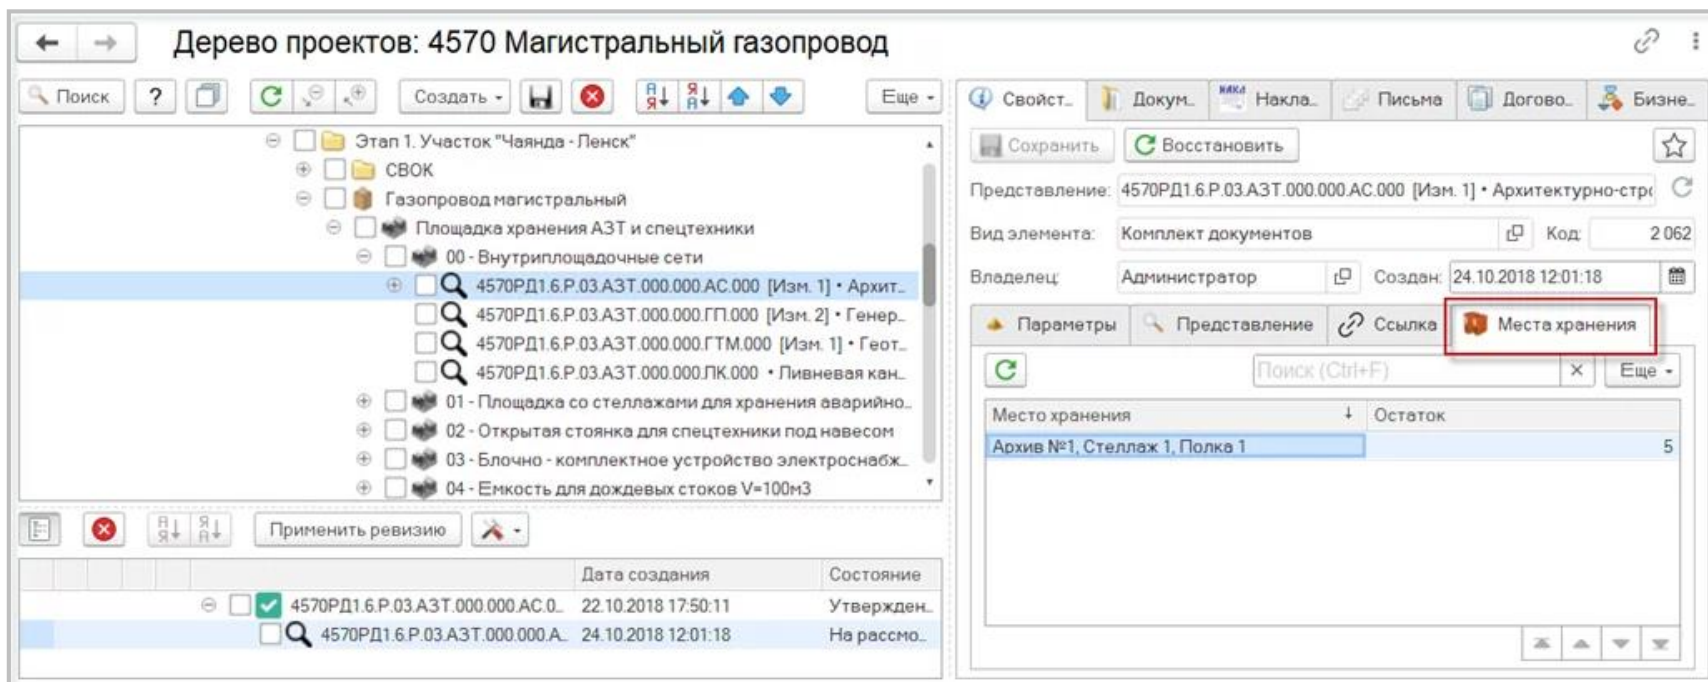 Дерево проектов: 4570 Магистральный газопровод
Поиск ? Создать Еще
Этап 1. Участок "Чаянда - Ленск"
СВОК
Газопровод магистральный
Площадка хранения АЗТ и спецтехники
00 - Внутриплощадочные сети
4570РД1.6.Р.03.АЗТ.000.000.АС.000 [Изм. 1] • Архит...
4570РД1.6.Р.03.АЗТ.000.000.ГП.000 [Изм. 2] • Генер...
4570РД1.6.Р.03.АЗТ.000.000.ГТМ.000 [Изм. 1] • Геот...
4570РД1.6.Р.03.АЗТ.000.000.ЛК.000 • Ливневая кан...
01 - Площадка со стеллажами для хранения аварийно...
02 - Открытая стоянка для спецтехники под навесом
03 - Блочно - комплектное устройство электроснабж...
04 - Емкость для дождевых стоков V=100м3
Применить ревизию
Дата создания Состояние
4570РД1.6.Р.03.АЗТ.000.000.АС.0... 22.10.2018 17:50:11 Утвержден...
4570РД1.6.Р.03.АЗТ.000.000.А... 24.10.2018 12:01:18 На рассмо...
Свойст... Докум... Накла... Письма Догово... Бизне...
Сохранить Восстановить
Представление: 4570РД1.6.Р.03.АЗТ.000.000.АС.000 [Изм. 1] • Архитектурно-стро
Вид элемента: Комплект документов Код: 2 062
Владелец: Администратор Создан: 24.10.2018 12:01:18
Параметры Представление Ссылка Места хранения
Поиск (Ctrl+F) × Еще
Место хранения ↓ Остаток
Архив №1, Стеллаж 1, Полка 1 5